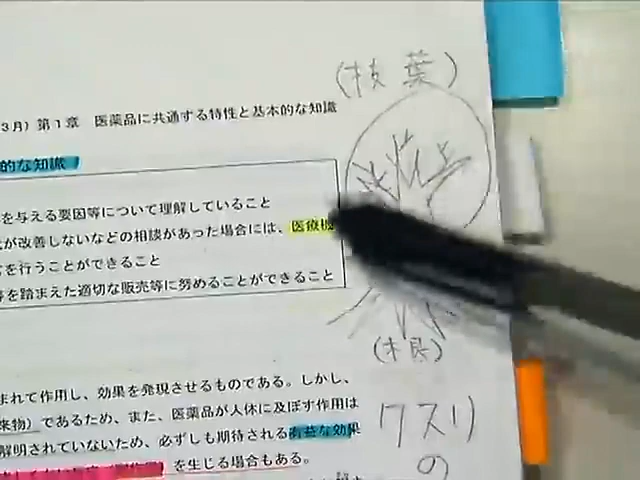 (枝葉)
3月) 第1章 医薬品に共通する特性と基本的な知識
的な知識
を与える要因等について理解していること
が改善しないなどの相談があった場合には、医療機
を行うことができること
を踏まえた適切な販売等に努めることができること
(根)
まれて作用し、効果を発現させるものである。しかし、
来物)であるため、また、医薬品が人体に及ぼす作用は
解明されていないため、必ずしも期待される有益な効果
を生じる場合もある。
クスリ
の